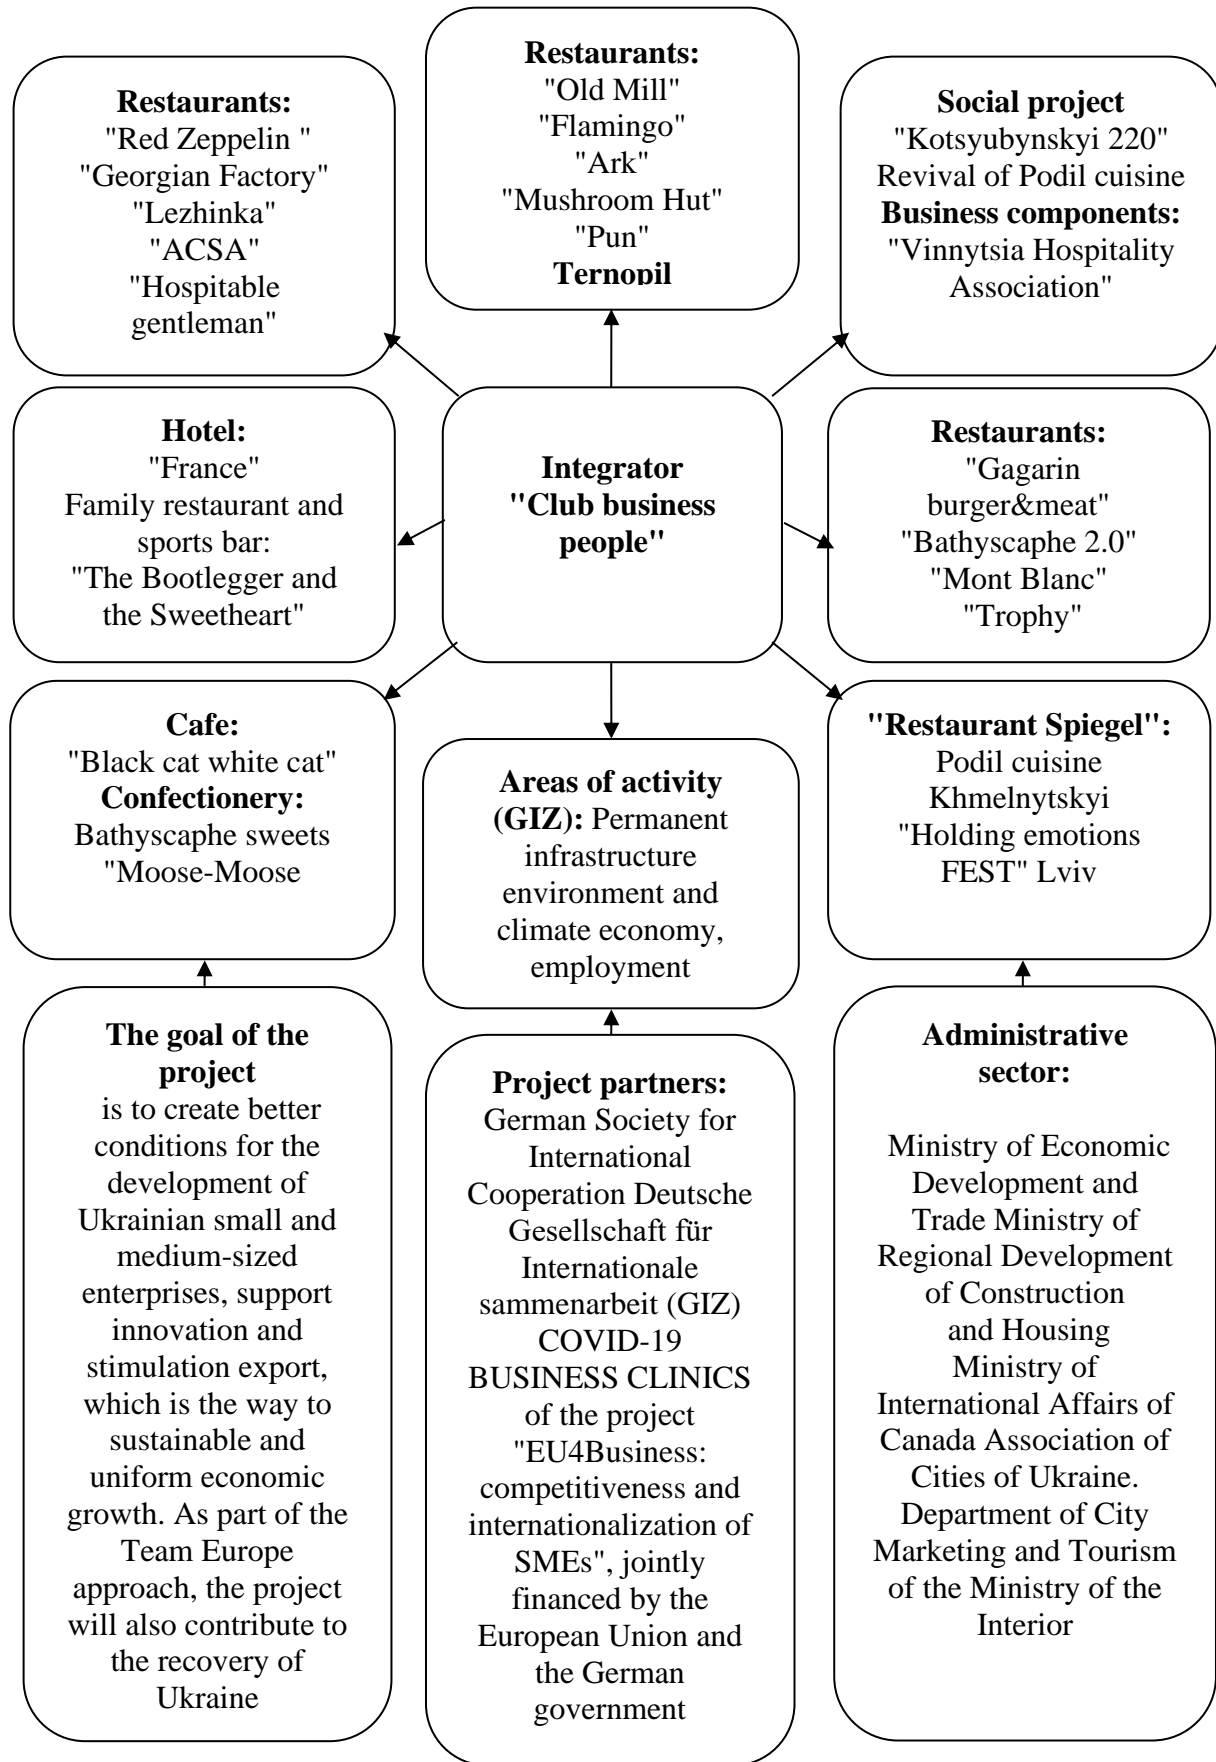 Restaurants:
"Red Zeppelin "
"Georgian Factory"
"Lezhinka"
"ACSA"
"Hospitable
gentleman"
Restaurants:
"Old Mill"
"Flamingo"
"Ark"
"Mushroom Hut"
"Pun"
Ternopil
Social project
"Kotsyubynskyi 220"
Revival of Podil cuisine
Business components:
"Vinnytsia Hospitality
Association"
Hotel:
"France"
Family restaurant and
sports bar:
"The Bootlegger and
the Sweetheart"
Integrator
"Club business
people"
Restaurants:
"Gagarin
burger&meat"
"Bathyscaphe 2.0"
"Mont Blanc"
"Trophy"
Cafe:
"Black cat white cat"
Confectionery:
Bathyscaphe sweets
"Moose-Moose
Areas of activity
(GIZ): Permanent
infrastructure
environment and
climate economy,
employment
"Restaurant Spiegel":
Podil cuisine
Khmelnytskyi
"Holding emotions
FEST" Lviv
The goal of the
project
is to create better
conditions for the
development of
Ukrainian small and
medium-sized
enterprises, support
innovation and
stimulation export,
which is the way to
sustainable and
uniform economic
growth. As part of the
Team Europe
approach, the project
will also contribute to
the recovery of
Ukraine
Project partners:
German Society for
International
Cooperation Deutsche
Gesellschaft für
Internationale
sammenarbeit (GIZ)
COVID-19
BUSINESS CLINICS
of the project
"EU4Business:
competitiveness and
internationalization of
SMEs", jointly
financed by the
European Union and
the German
government
Administrative
sector:
Ministry of Economic
Development and
Trade Ministry of
Regional Development
of Construction
and Housing
Ministry of
International Affairs of
Canada Association of
Cities of Ukraine.
Department of City
Marketing and Tourism
of the Ministry of the
Interior